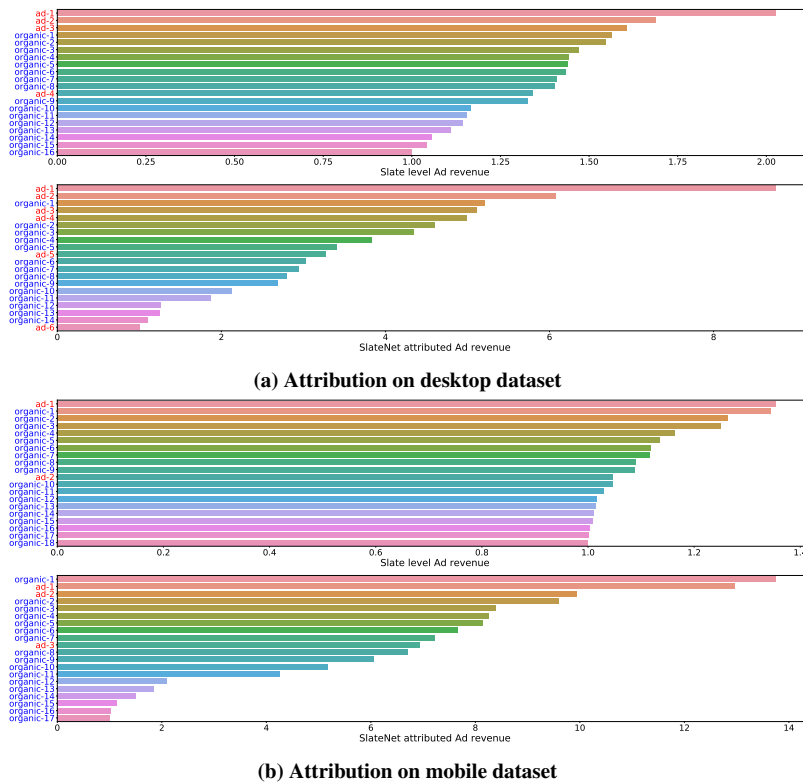 ad-1
ad-2
ad-3
organic-1
organic-2
organic-3
organic-4
organic-5
organic-6
organic-7
organic-8
ad-4
organic-9
organic-10
organic-11
organic-12
organic-13
organic-14
organic-15
organic-16
0.00 0.25 0.50 0.75 1.00 1.25 1.50 1.75 2.00
Slate level Ad revenue
ad-1
ad-2
organic-1
ad-3
ad-4
organic-2
organic-3
organic-4
organic-5
ad-5
organic-6
organic-7
organic-8
organic-9
organic-10
organic-11
organic-12
organic-13
organic-14
ad-6
0 2 4 6 8
SlateNet attributed Ad revenue
(a) Attribution on desktop dataset
ad-1
organic-1
organic-2
organic-3
organic-4
organic-5
organic-6
organic-7
organic-8
organic-9
ad-2
organic-10
organic-11
organic-12
organic-13
organic-14
organic-15
organic-16
organic-17
organic-18
0.0 0.2 0.4 0.6 0.8 1.0 1.2 1.4
Slate level Ad revenue
organic-1
ad-1
ad-2
organic-2
organic-3
organic-4
organic-5
organic-6
organic-7
ad-3
organic-8
organic-9
organic-10
organic-11
organic-12
organic-13
organic-14
organic-15
organic-16
organic-17
0 2 4 6 8 10 12 14
SlateNet attributed Ad revenue
(b) Attribution on mobile dataset